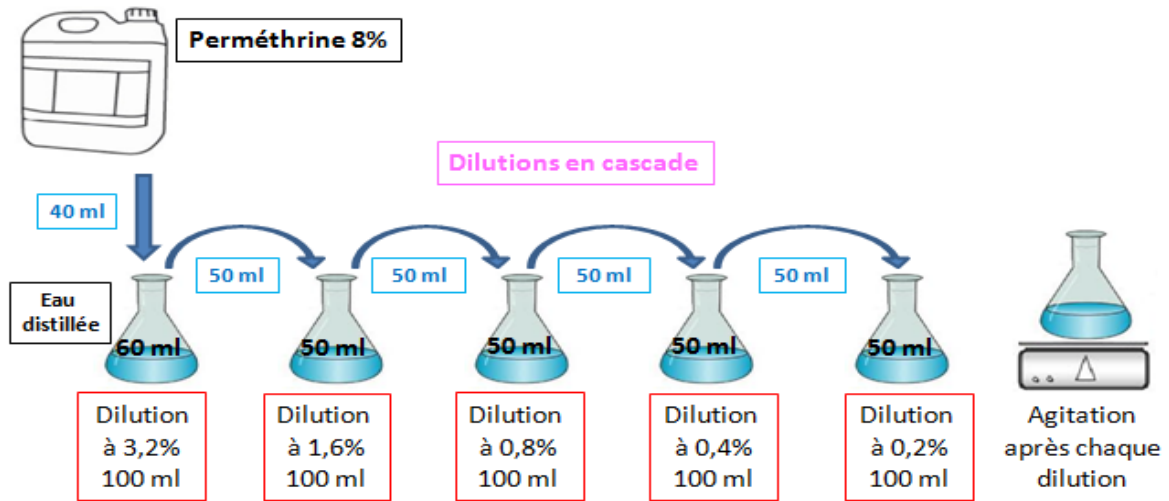 Perméthrine 8%
Dilutions en cascade
40 ml
50 ml
50 ml
50 ml
50 ml
Eau
distillée
60 ml
50 ml
50 ml
50 ml
50 ml
Dilution
à 3,2%
100 ml
Dilution
à 1,6%
100 ml
Dilution
à 0,8%
100 ml
Dilution
à 0,4%
100 ml
Dilution
à 0,2%
100 ml
Agitation
après chaque
dilution